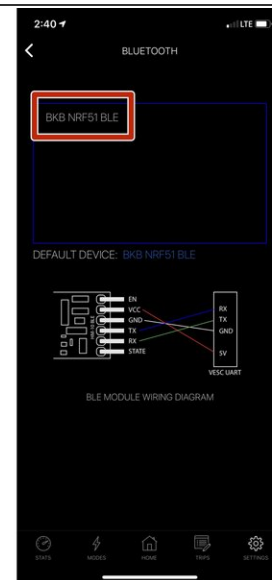 2:40
LTE
BLUETOOTH
BKB NRF51 BLE
DEFAULT DEVICE: BKB NRF51 BLE
EN
VCC
GND
TX
RX
STATE
RX
TX
GND
5V
VESC UART
BLE MODULE WIRING DIAGRAM
STATS
MODES
HOME
TRIPS
SETTINGS